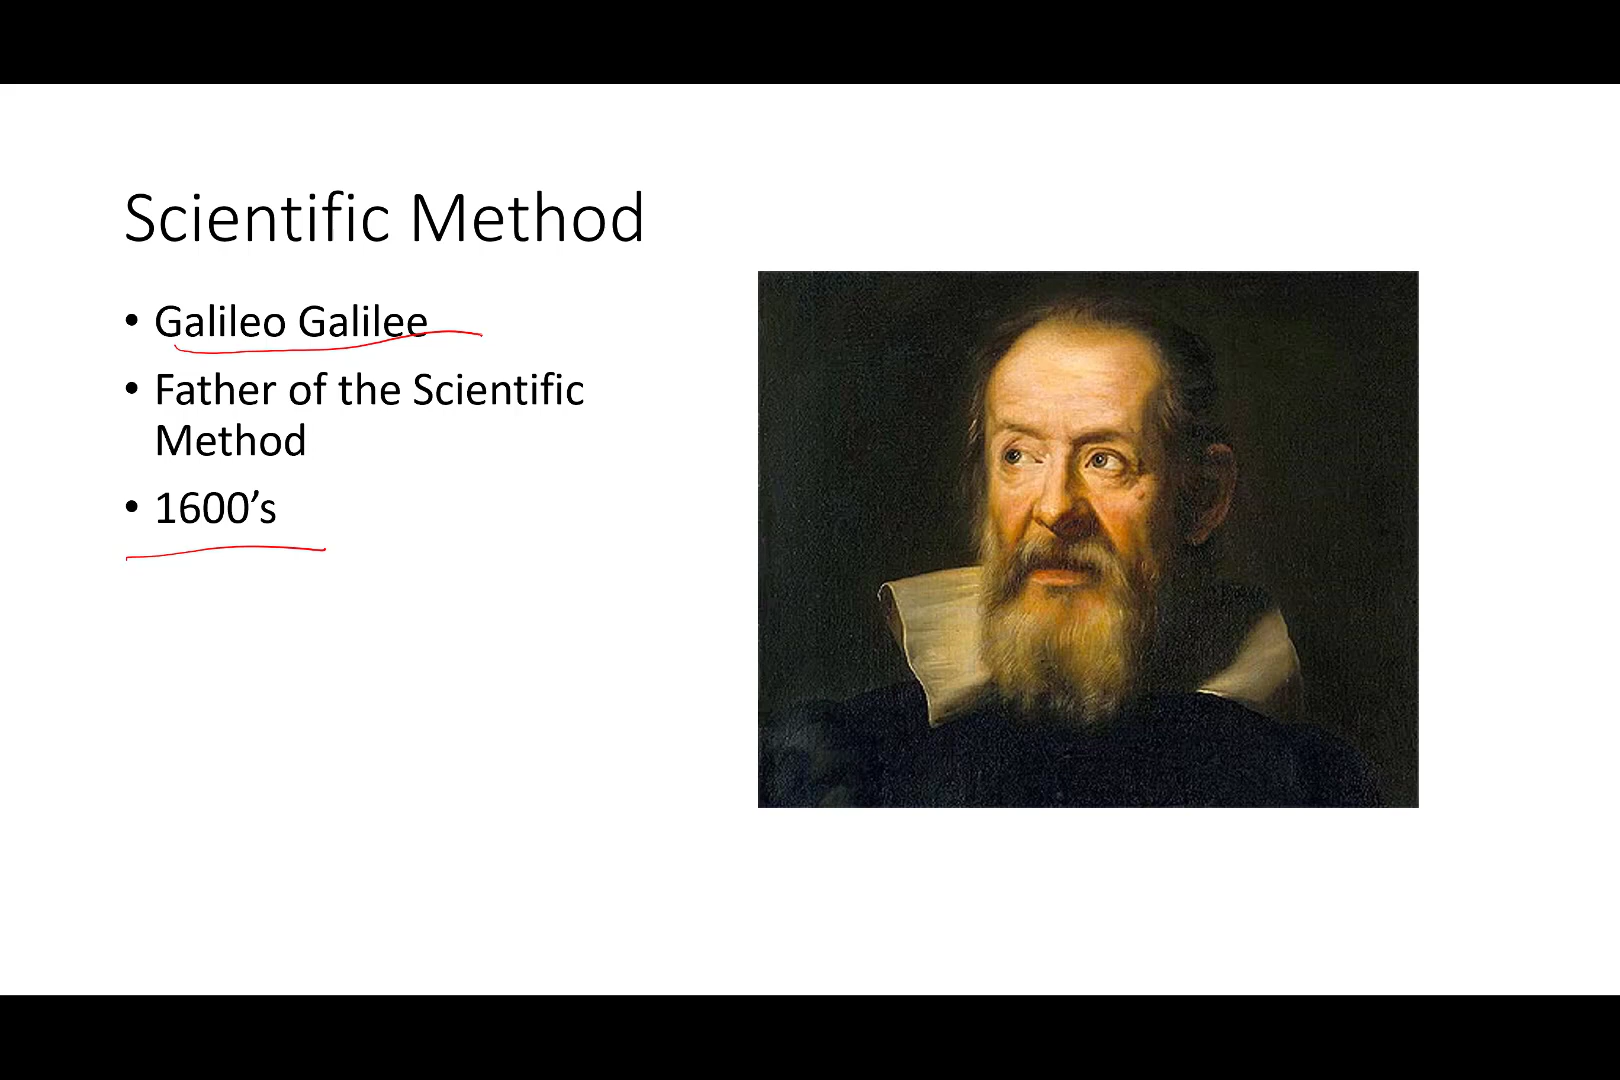 Scientific Method
• Galileo Galilee
• Father of the Scientific
Method
• 1600’s